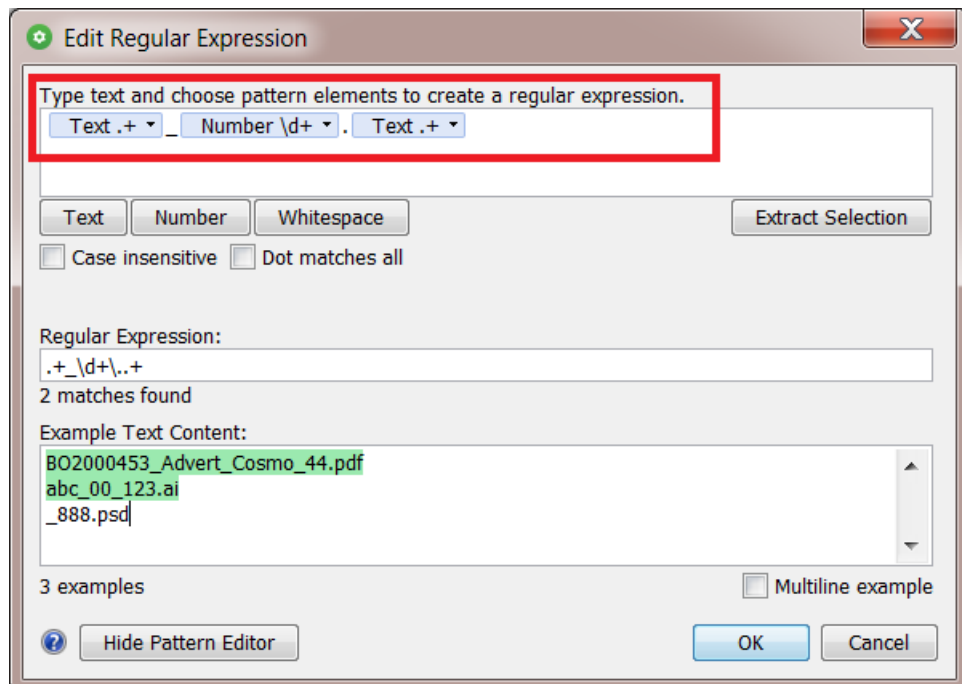 Edit Regular Expression
X
Type text and choose pattern elements to create a regular expression.
Text .+ _ Number \d+ . Text .+
Text Number Whitespace Extract Selection
Case insensitive Dot matches all
Regular Expression:
.+_\d+\..+
2 matches found
Example Text Content:
BO2000453_Advert_Cosmo_44.pdf
abc_00_123.ai
_888.psd
3 examples Multiline example
? Hide Pattern Editor OK Cancel